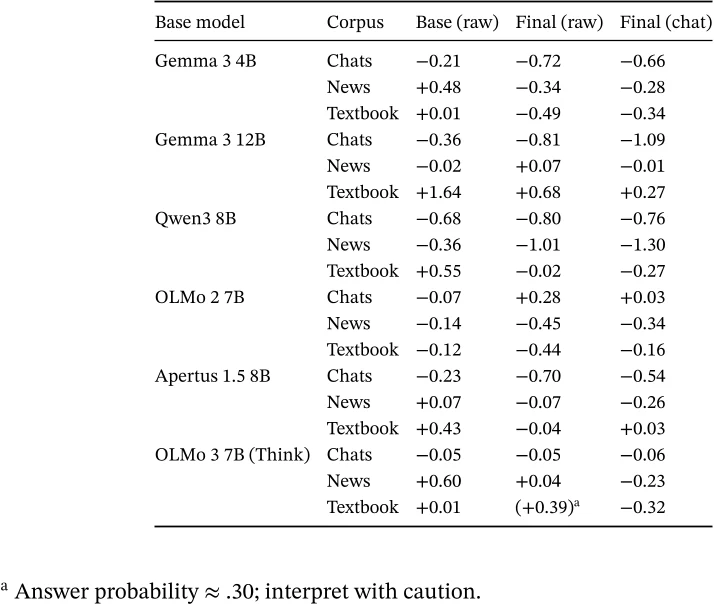 Base model Corpus Base (raw) Final (raw) Final (chat)
Gemma 3 4B Chats −0.21 −0.72 −0.66
News +0.48 −0.34 −0.28
Textbook +0.01 −0.49 −0.34
Gemma 3 12B Chats −0.36 −0.81 −1.09
News −0.02 +0.07 −0.01
Textbook +1.64 +0.68 +0.27
Qwen3 8B Chats −0.68 −0.80 −0.76
News −0.36 −1.01 −1.30
Textbook +0.55 −0.02 −0.27
OLMo 2 7B Chats −0.07 +0.28 +0.03
News −0.14 −0.45 −0.34
Textbook −0.12 −0.44 −0.16
Apertus 1.5 8B Chats −0.23 −0.70 −0.54
News +0.07 −0.07 −0.26
Textbook +0.43 −0.04 +0.03
OLMo 3 7B (Think) Chats −0.05 −0.05 −0.06
News +0.60 +0.04 −0.23
Textbook +0.01 (+0.39)ᵃ −0.32
ᵃ Answer probability ≈ .30; interpret with caution.